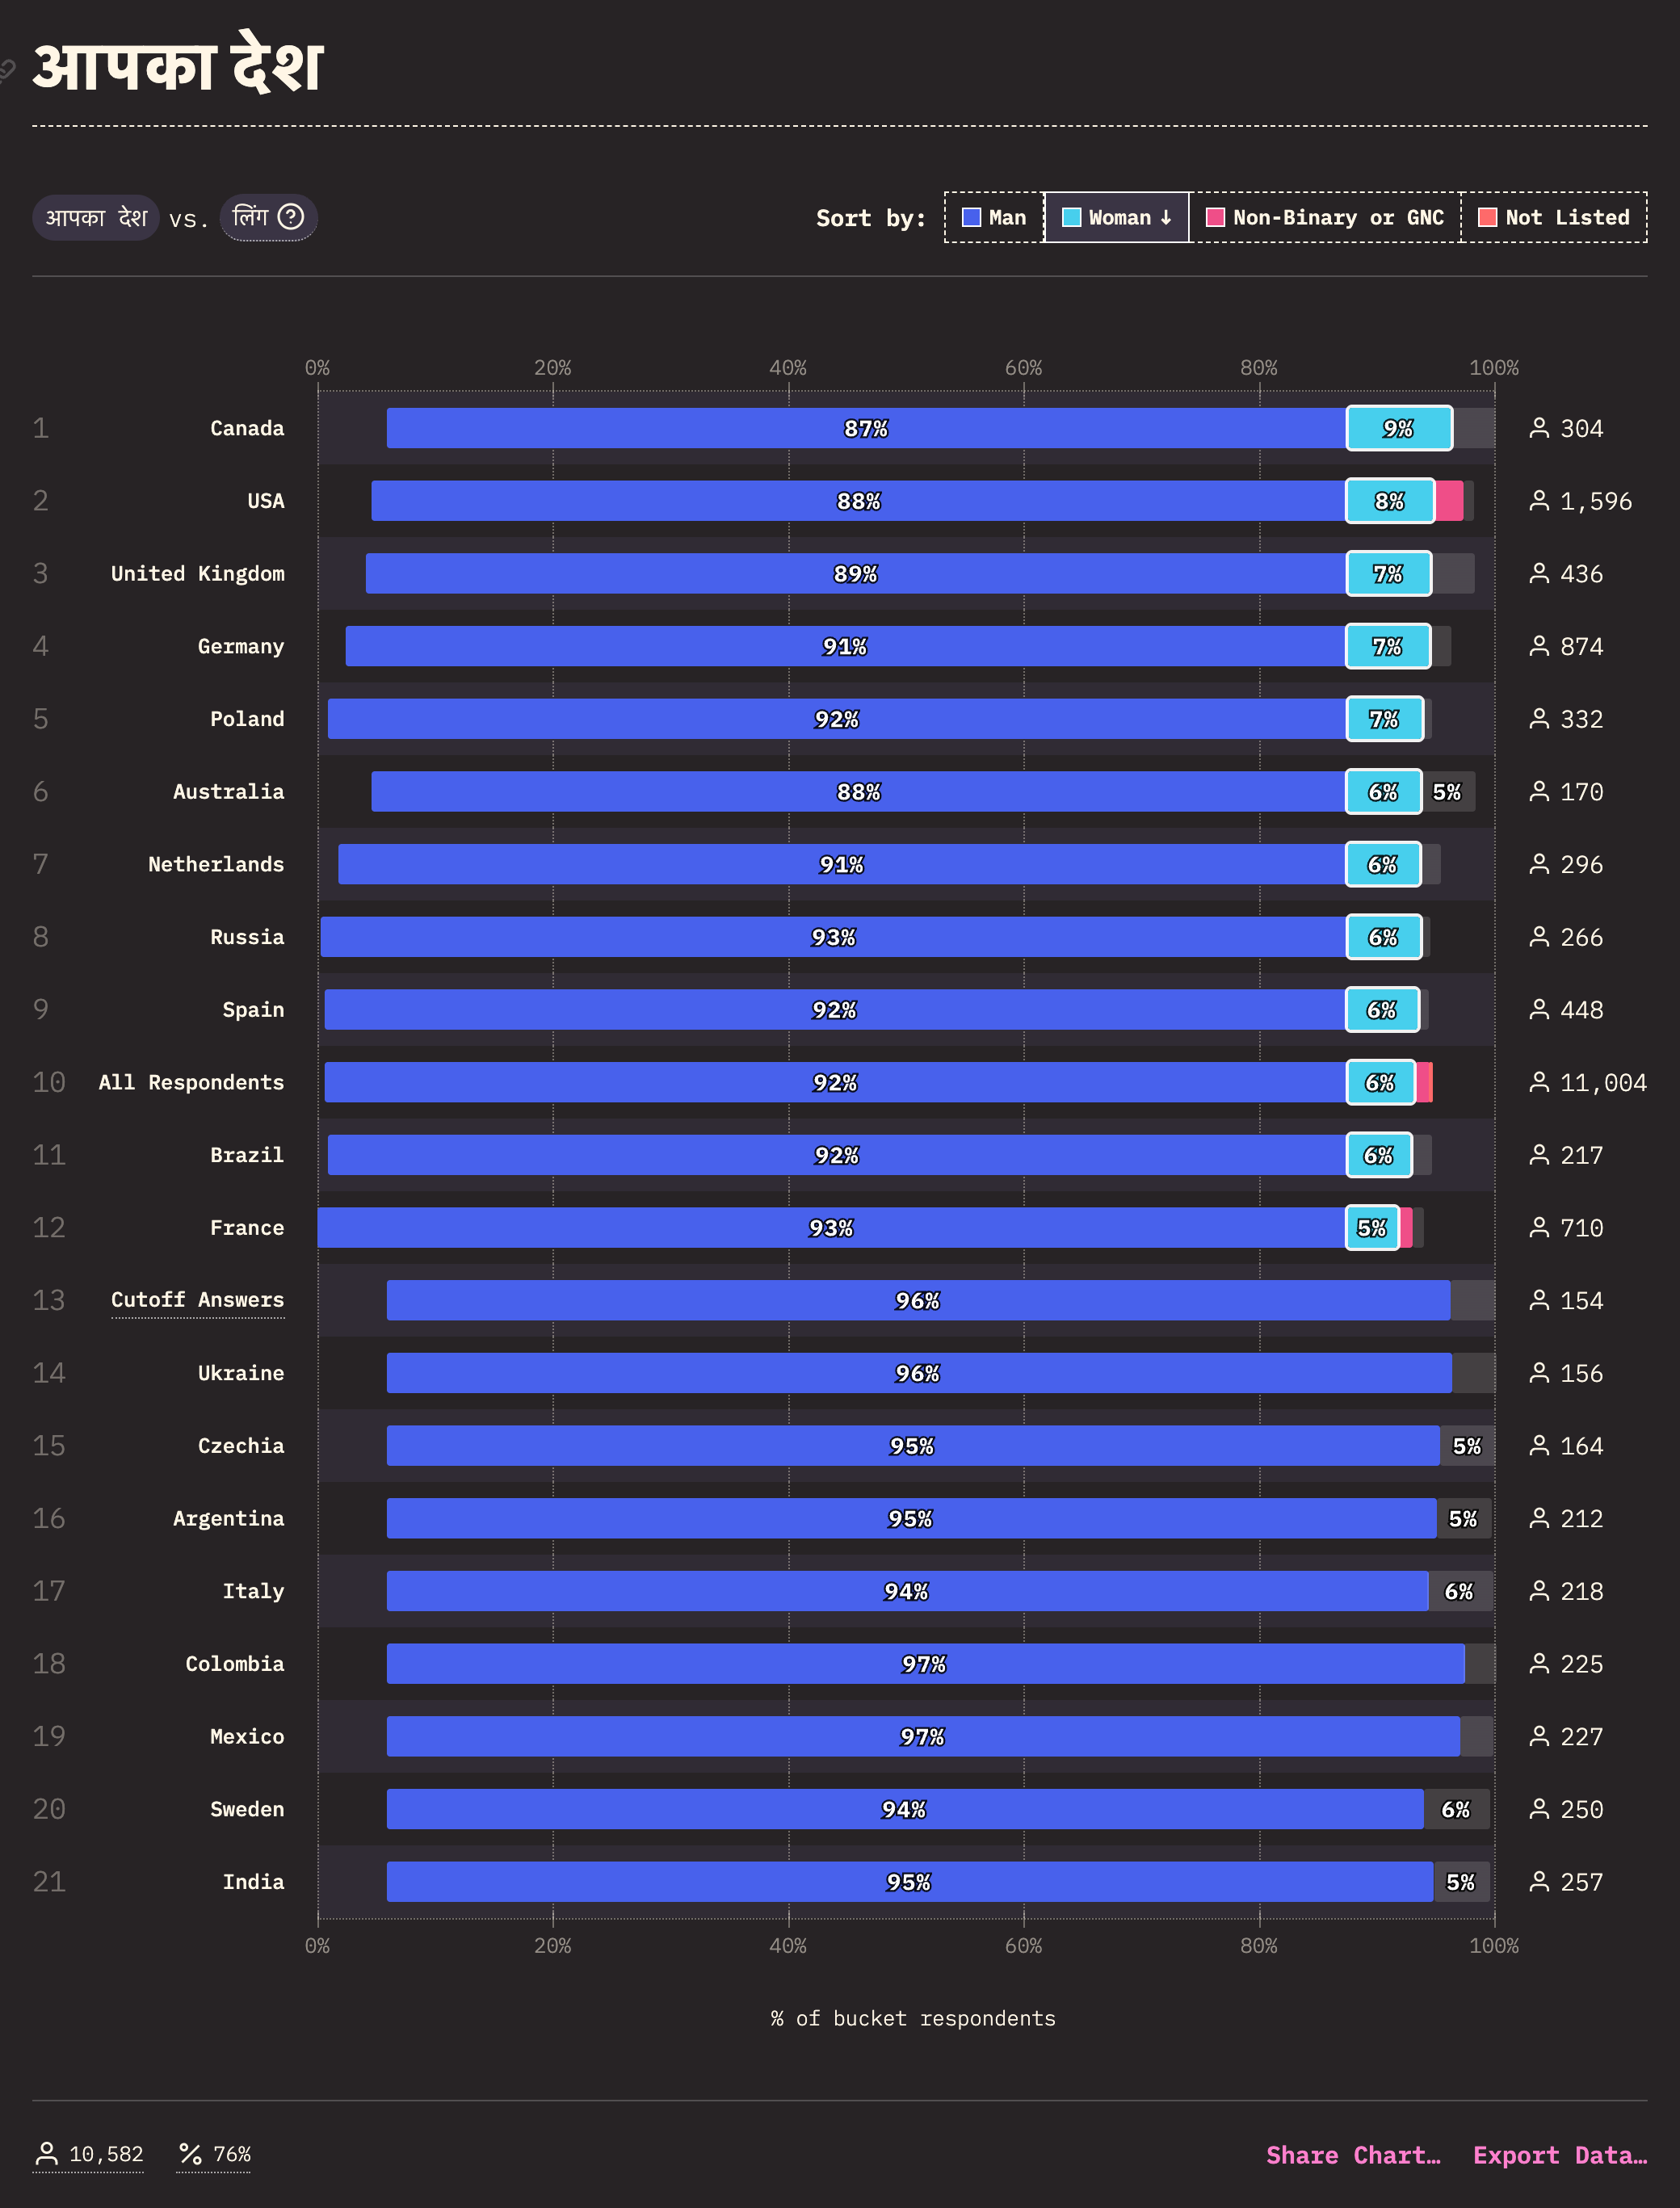 आपका देश
आपका देश vs. लिंग ?
Sort by: Man Woman ↓ Non-Binary or GNC Not Listed
0% 20% 40% 60% 80% 100%
1 Canada 87% 9% 304
2 USA 88% 8% 1,596
3 United Kingdom 89% 7% 436
4 Germany 91% 7% 874
5 Poland 92% 7% 332
6 Australia 88% 6% 5% 170
7 Netherlands 91% 6% 296
8 Russia 93% 6% 266
9 Spain 92% 6% 448
10 All Respondents 92% 6% 11,004
11 Brazil 92% 6% 217
12 France 93% 5% 710
13 Cutoff Answers 96% 154
14 Ukraine 96% 156
15 Czechia 95% 5% 164
16 Argentina 95% 5% 212
17 Italy 94% 6% 218
18 Colombia 97% 225
19 Mexico 97% 227
20 Sweden 94% 6% 250
21 India 95% 5% 257
0% 20% 40% 60% 80% 100%
% of bucket respondents
10,582 % 76% Share Chart… Export Data…